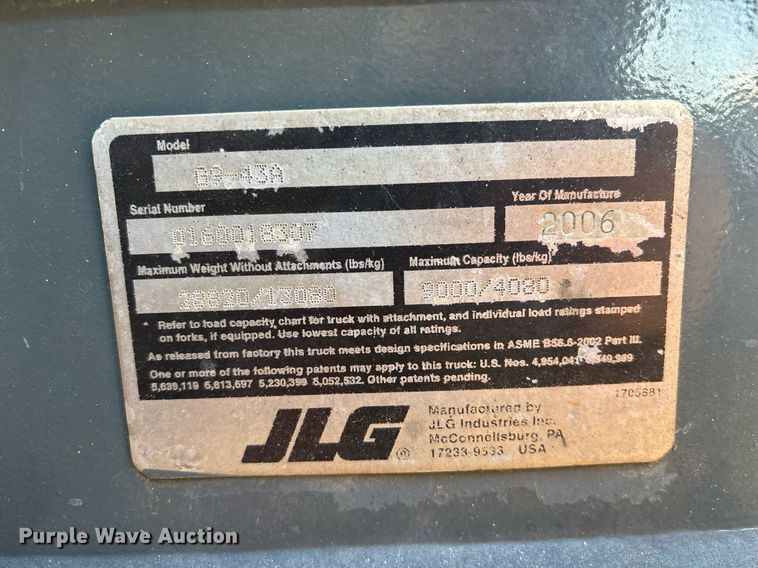 Model
G9-43A
Serial Number
Year Of Manufacture
0160018307
2006
Maximum Weight Without Attachments (lbs/kg)
Maximum Capacity (lbs/kg)
28820/13080
9000/4080
* Refer to load capacity chart for truck with attachment, and individual load ratings stamped
on forks, if equipped. Use lowest capacity of all ratings.
As released from factory this truck meets design specifications in ASME B56.6-2002 Part III.
One or more of the following patents may apply to this truck: U.S. Nos. 4,954,041
5,639,119 5,813,697 5,230,399 5,052,532. Other patents pending.
1705681
JLG ®
Manufactured by
JLG Industries Inc.
McConnellsburg, PA
17233-9533 USA
Purple Wave Auction